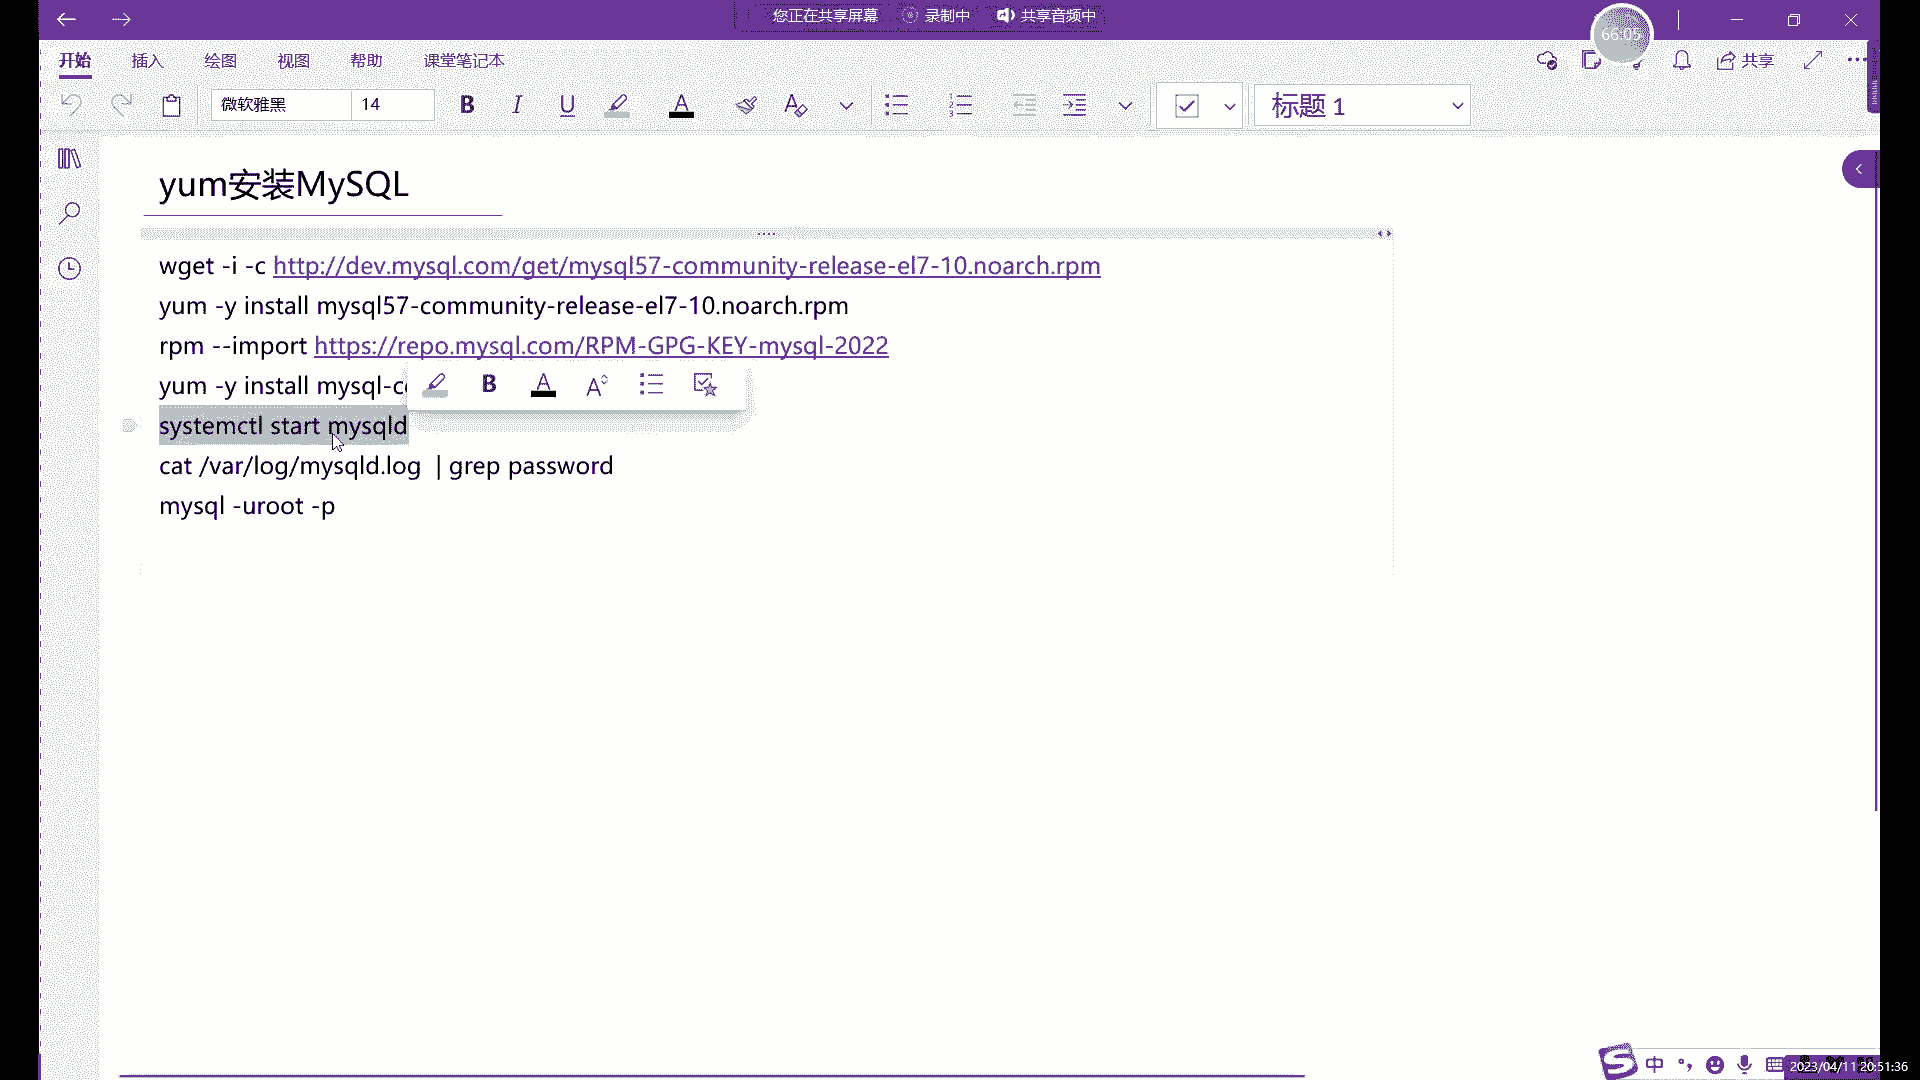 您正在共享屏幕 录制中 共享音频中
66:05
开始 插入 绘图 视图 帮助 课堂笔记本 共享
微软雅黑 14 B I U A A 标题 1
yum安装MySQL
wget -i -c http://dev.mysql.com/get/mysql57-community-release-el7-10.noarch.rpm
yum -y install mysql57-community-release-el7-10.noarch.rpm
rpm --import https://repo.mysql.com/RPM-GPG-KEY-mysql-2022
yum -y install mysql-c
B A A
systemctl start mysqld
cat /var/log/mysqld.log | grep password
mysql -uroot -p
中
2023/04/11 20:51:36